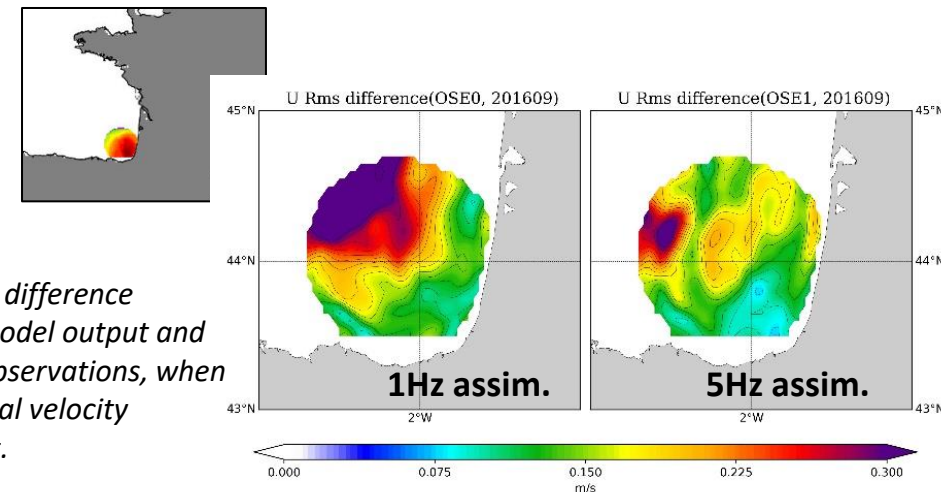 U Rms difference(OSE0, 201609)
U Rms difference(OSE1, 201609)
45°N
45°N
44°N
44°N
43°N
43°N
2°W
2°W
1Hz assim.
5Hz assim.
difference
odel output and
bservations, when
al velocity
0.000
0.075
0.150
0.225
0.300
m/s